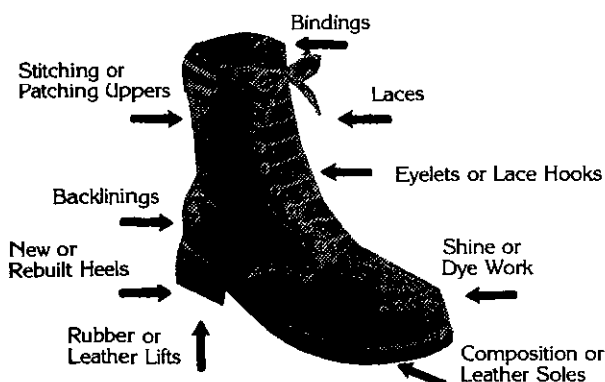 Bindings
Stitching or
Patching Uppers
Laces
Eyelets or Lace Hooks
Backlinings
New or
Rebuilt Heels
Shine or
Dye Work
Rubber or
Leather Lifts
Composition or
Leather Soles